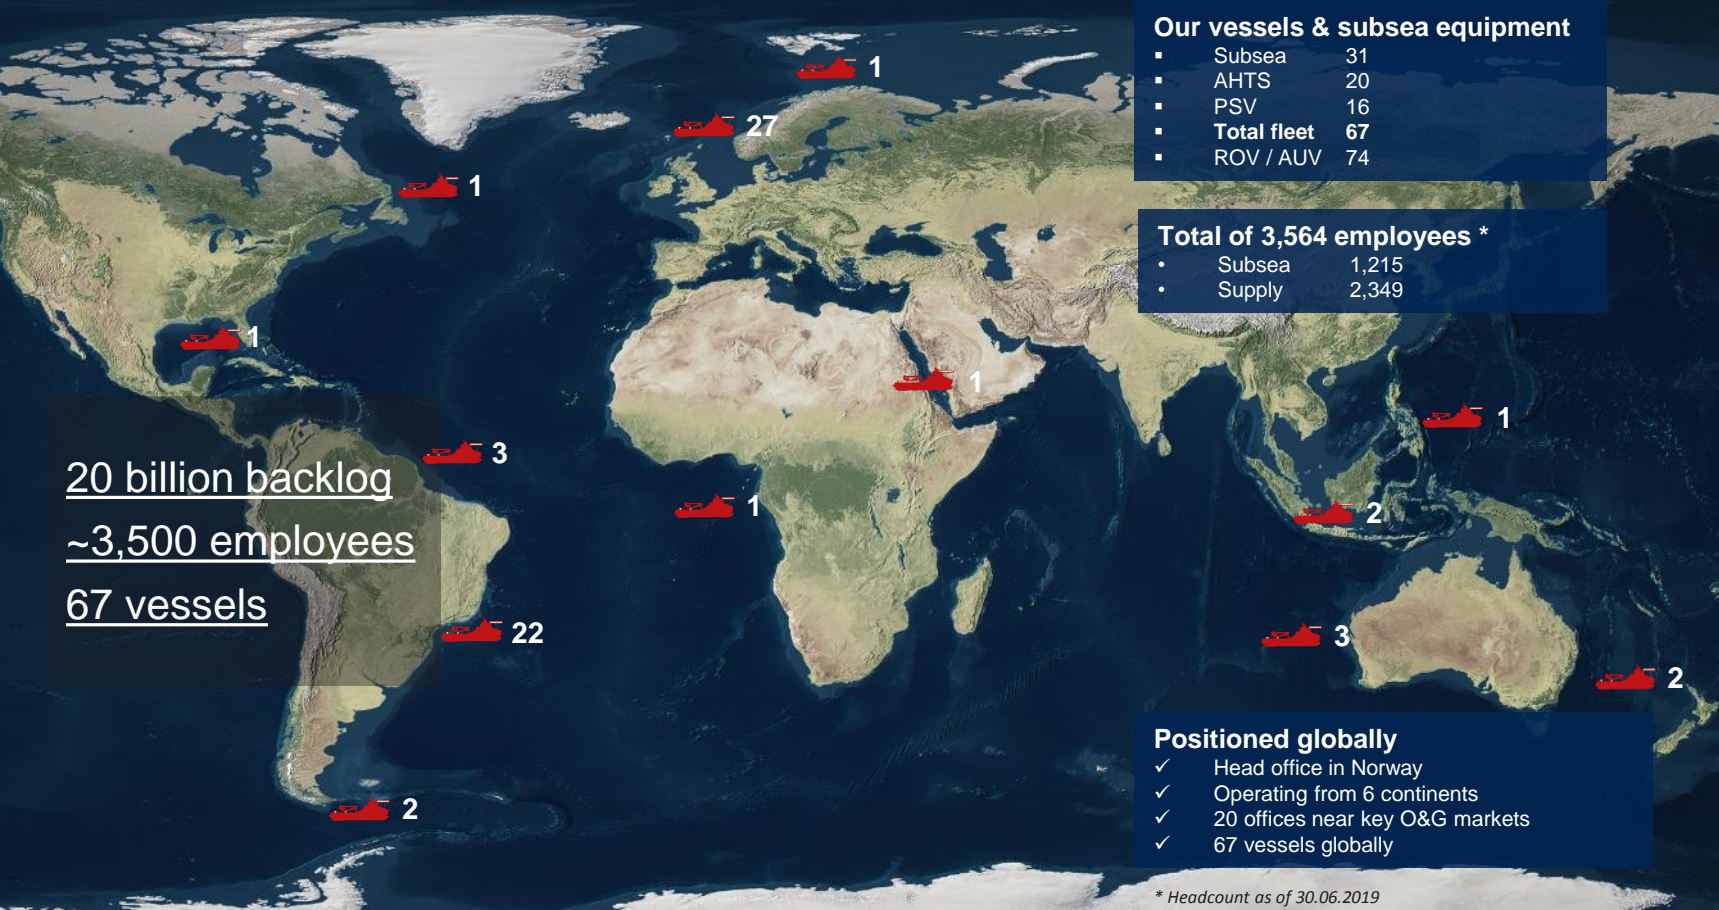 Our vessels & subsea equipment
▪ Subsea 31
▪ AHTS 20
▪ PSV 16
▪ Total fleet 67
▪ ROV / AUV 74
1
27
1
Total of 3,564 employees *
• Subsea 1,215
• Supply 2,349
1
1
1
3
20 billion backlog
~3,500 employees
67 vessels
1
2
22
3
2
Positioned globally
✓ Head office in Norway
✓ Operating from 6 continents
✓ 20 offices near key O&G markets
✓ 67 vessels globally
2
* Headcount as of 30.06.2019